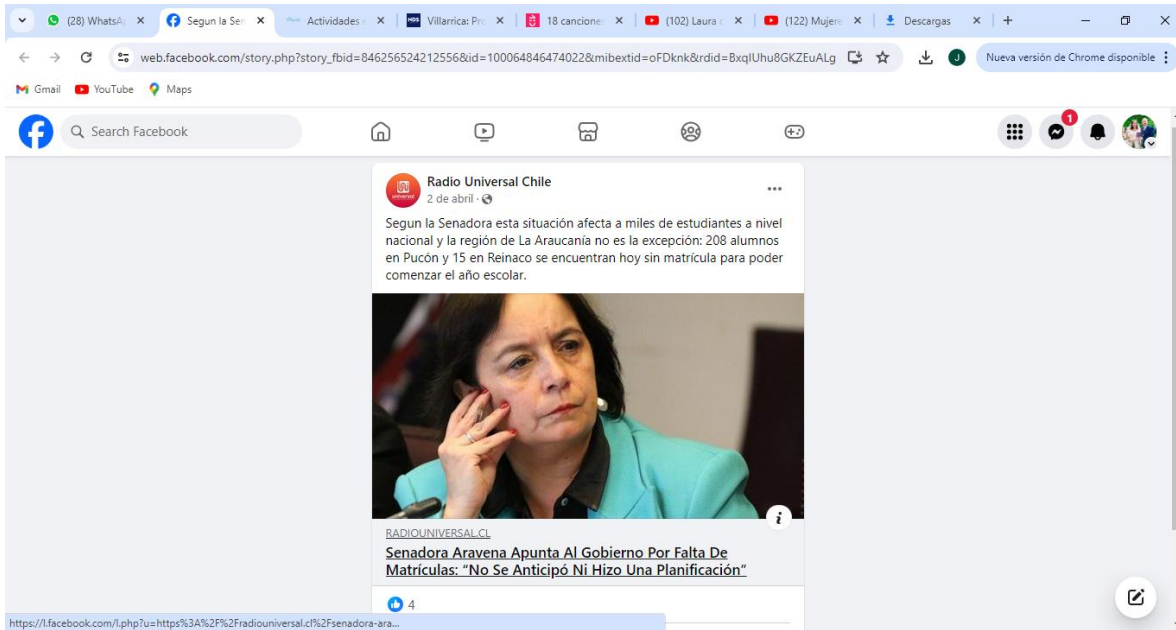 (28) WhatsA
Segun la Sen
Actividades
Villarrica: Pro
18 cancione
(102) Laura
(122) Mujere
Descargas
web.facebook.com/story.php?story_fbid=846256524212556&id=100064846474022&mibextid=oFDknk&rdid=BxqIUhu8GKZEuALg
J
Nueva versión de Chrome disponible
Gmail
YouTube
Maps
Search Facebook
1
Radio Universal Chile
2 de abril
Segun la Senadora esta situación afecta a miles de estudiantes a nivel
nacional y la región de La Araucanía no es la excepción: 208 alumnos
en Pucón y 15 en Reinaco se encuentran hoy sin matrícula para poder
comenzar el año escolar.
RADIOUNIVERSAL.CL
Senadora Aravena Apunta Al Gobierno Por Falta De
Matrículas: “No Se Anticipó Ni Hizo Una Planificación”
4
https://l.facebook.com/l.php?u=https%3A%2F%2Fradiouniversal.cl%2Fsenadora-ara...